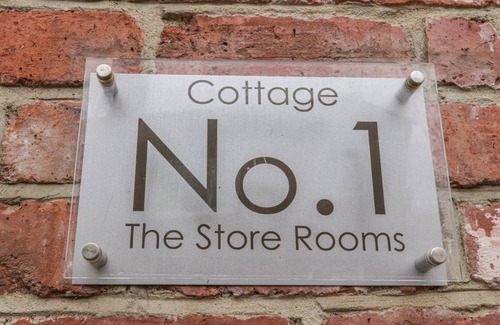 Cottage
No.1
The Store Rooms